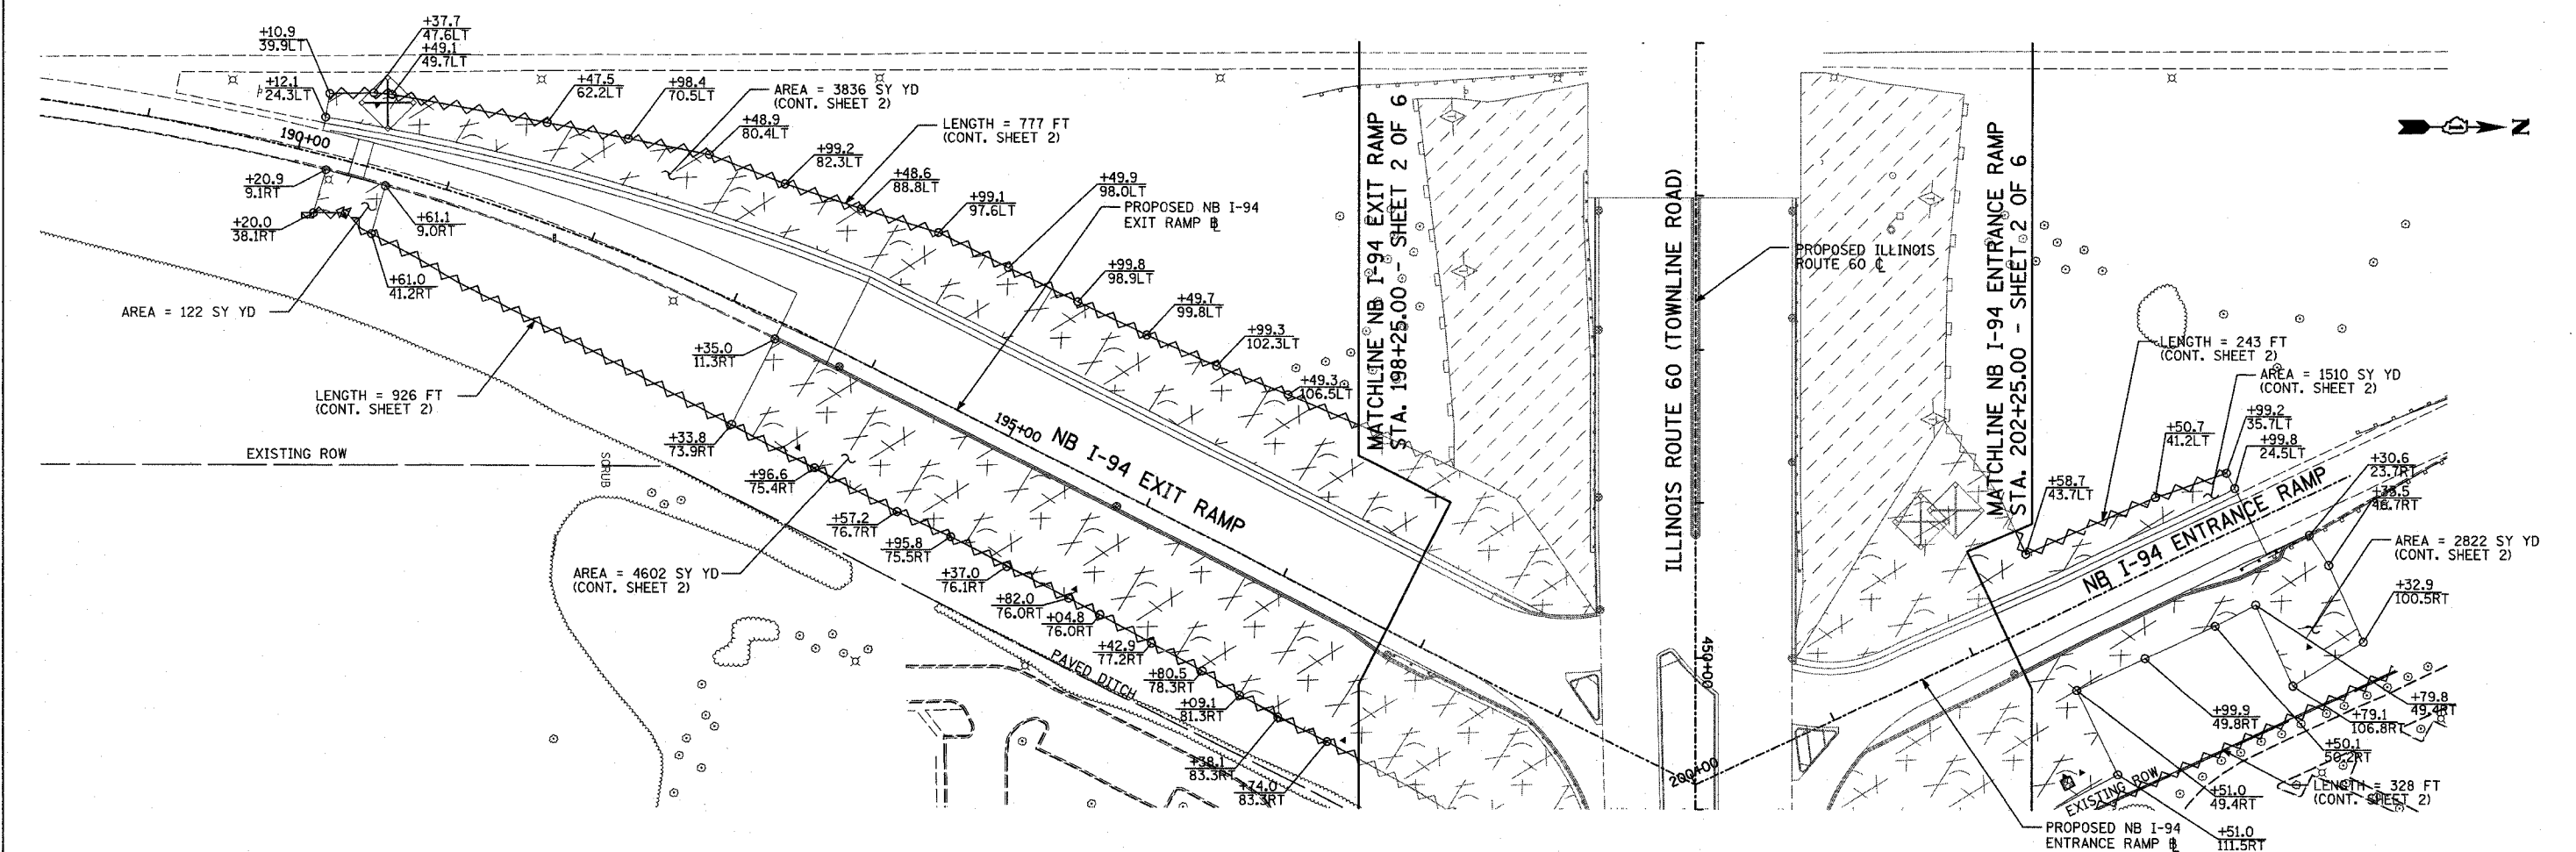 +10.9
39.9LT
+37.7
47.6LT
+49.1
49.7LT
+12.1
24.3LT
+47.5
62.2LT
+98.4
70.5LT
AREA = 3836 SY YD
(CONT. SHEET 2)
+48.9
80.4LT
LENGTH = 777 FT
(CONT. SHEET 2)
+99.2
82.3LT
190+00
+48.6
88.8LT
+20.9
9.1RT
+99.1
97.6LT
+49.9
98.0LT
PROPOSED NB I-94
EXIT RAMP ⅊
+20.0
38.1RT
+61.1
9.0RT
+61.0
41.2RT
+99.8
98.9LT
AREA = 122 SY YD
+49.7
99.8LT
+35.0
11.3RT
+99.3
102.3LT
LENGTH = 926 FT
(CONT. SHEET 2)
+49.3
106.5LT
+33.8
73.9RT
195+00
NB I-94 EXIT RAMP
EXISTING ROW
SCRUB
+96.6
75.4RT
+57.2
76.7RT
+95.8
75.5RT
AREA = 4602 SY YD
(CONT. SHEET 2)
+37.0
76.1RT
+82.0
76.0RT
+04.8
76.0RT
+42.9
77.2RT
PAVED DITCH
+80.5
78.3RT
+09.1
81.3RT
+38.1
83.3RT
+74.0
83.3RT
MATCHLINE NB I-94 EXIT RAMP
STA. 198+25.00 - SHEET 2 OF 6
ILLINOIS ROUTE 60 (TOWNLINE ROAD)
PROPOSED ILLINOIS
ROUTE 60 ℄
450+00
200+00
MATCHLINE NB I-94 ENTRANCE RAMP
STA. 202+25.00 - SHEET 2 OF 6
N
LENGTH = 243 FT
(CONT. SHEET 2)
AREA = 1510 SY YD
(CONT. SHEET 2)
+99.2
35.7LT
+50.7
41.2LT
+99.8
24.5LT
+58.7
43.7LT
+30.6
23.7RT
+33.5
46.7RT
NB I-94 ENTRANCE RAMP
AREA = 2822 SY YD
(CONT. SHEET 2)
+32.9
100.5RT
+79.8
49.4RT
+99.9
49.8RT
+79.1
106.8RT
+50.1
50.2RT
LENGTH = 328 FT
(CONT. SHEET 2)
+51.0
49.4RT
EXISTING ROW
PROPOSED NB I-94
ENTRANCE RAMP ⅊
+51.0
111.5RT